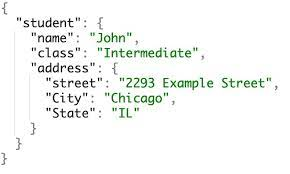 {
  "student": {
    "name": "John",
    "class": "Intermediate",
    "address": {
      "street": "2293 Example Street",
      "City": "Chicago",
      "State": "IL"
    }
  }
}